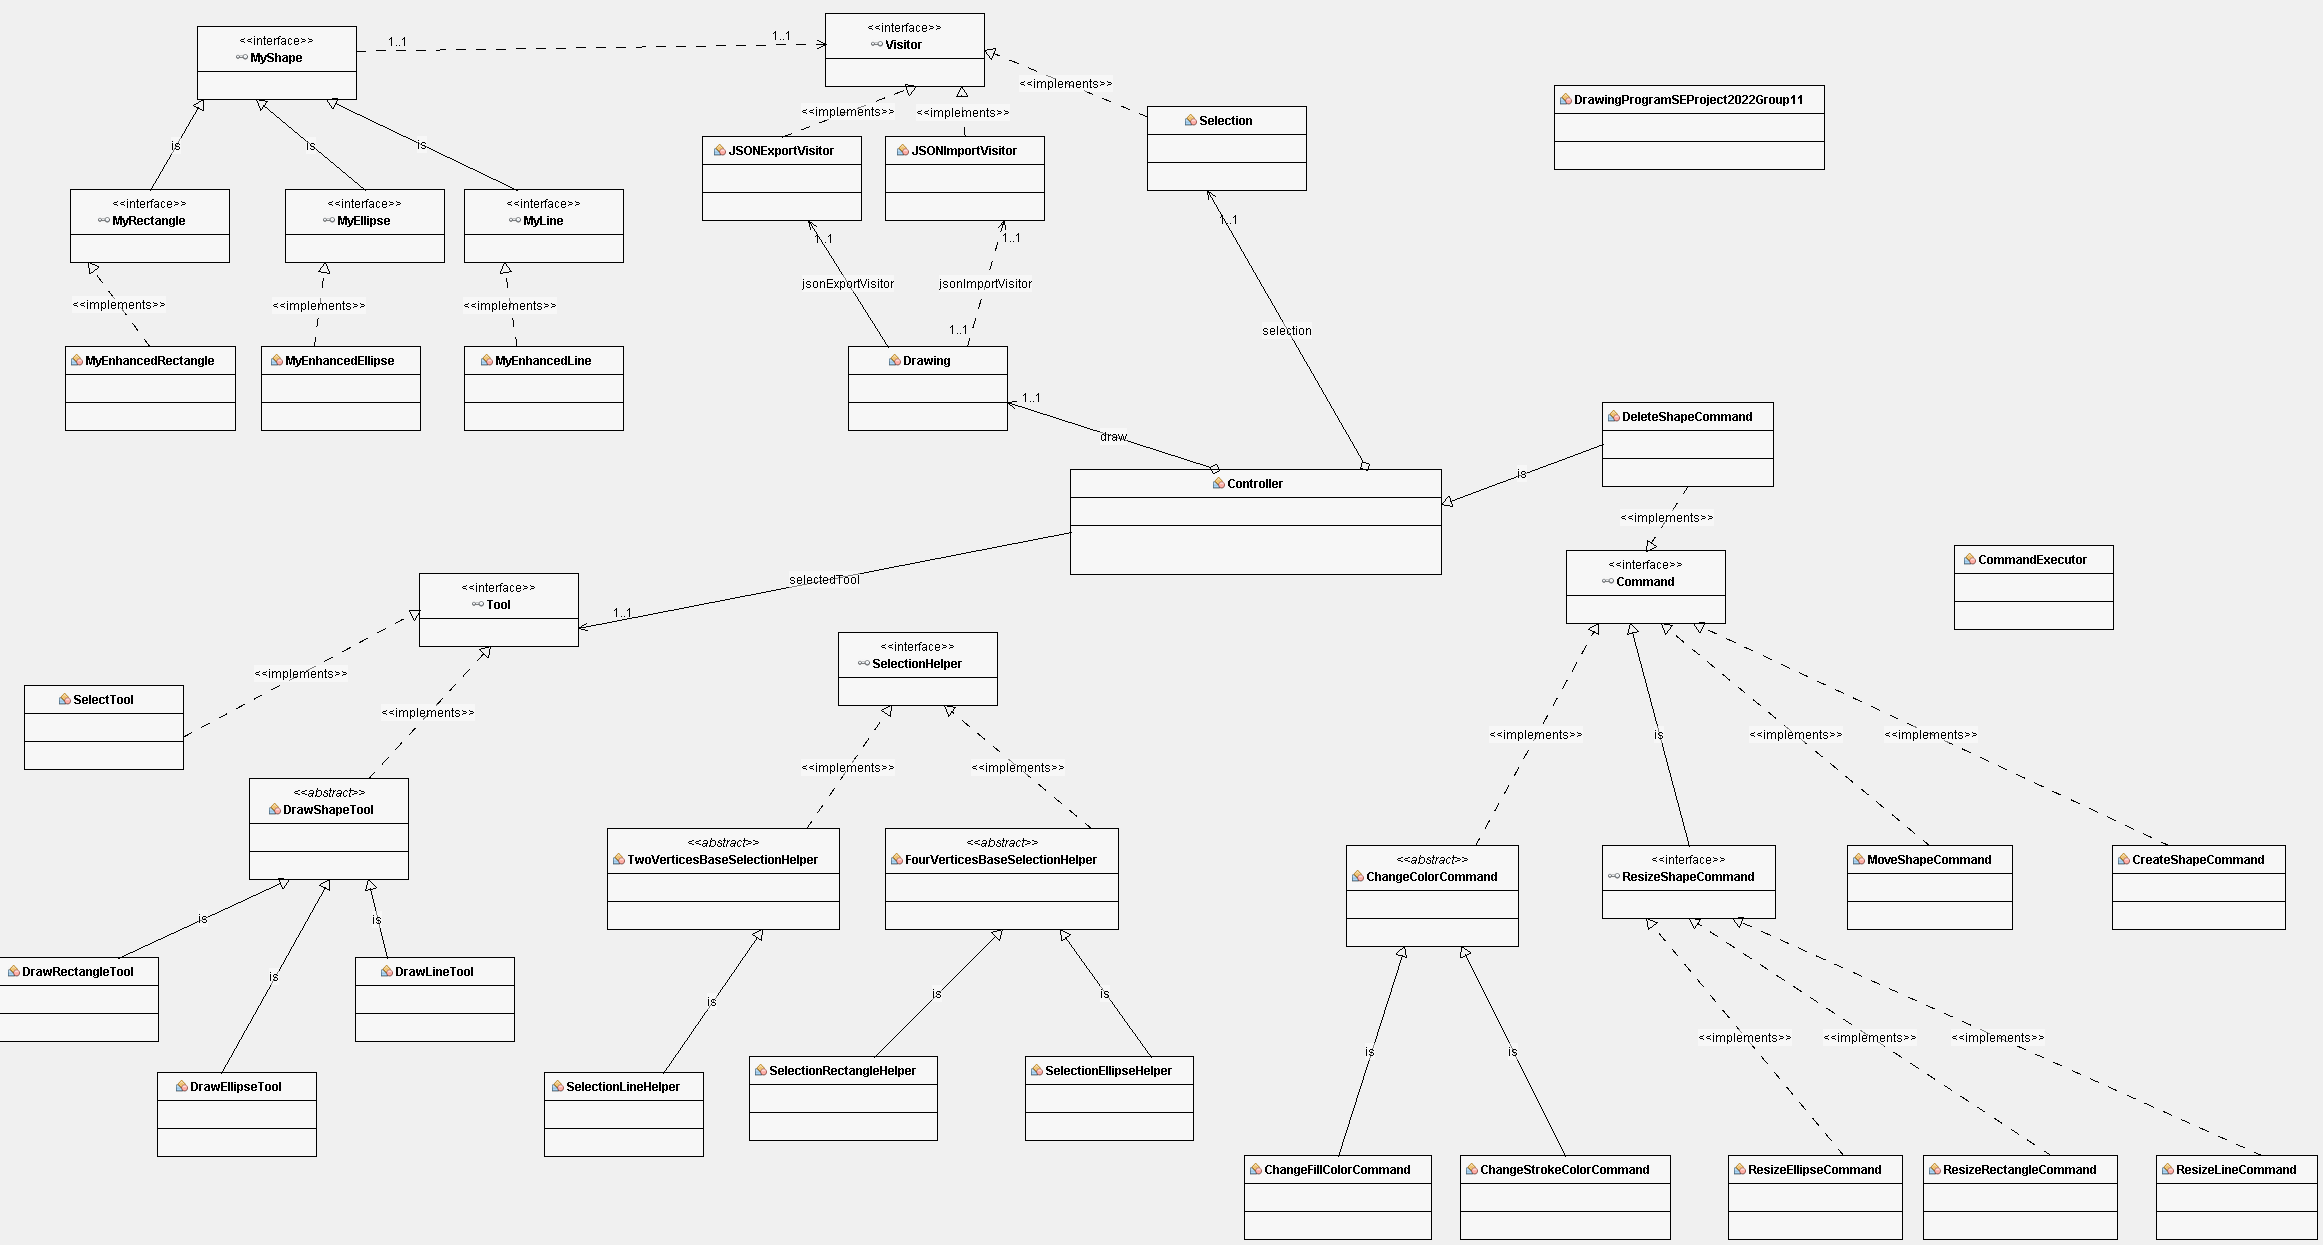 <<interface>>
MyShape
1..1
1..1
<<interface>>
Visitor
<<implements>>
<<implements>>
<<implements>>
Selection
DrawingProgramSEProject2022Group11
is
is
is
JSONExportVisitor
JSONImportVisitor
<<interface>>
MyRectangle
<<interface>>
MyEllipse
<<interface>>
MyLine
1..1
1..1
1..1
<<implements>>
<<implements>>
<<implements>>
jsonExportVisitor
jsonImportVisitor
1..1
selection
MyEnhancedRectangle
MyEnhancedEllipse
MyEnhancedLine
Drawing
1..1
draw
DeleteShapeCommand
is
Controller
<<implements>>
selectedTool
1..1
<<interface>>
Tool
<<interface>>
Command
CommandExecutor
<<implements>>
<<interface>>
SelectionHelper
SelectTool
<<implements>>
<<implements>>
<<implements>>
<<implements>>
is
<<implements>>
<<implements>>
<<abstract>>
DrawShapeTool
<<abstract>>
TwoVerticesBaseSelectionHelper
<<abstract>>
FourVerticesBaseSelectionHelper
<<abstract>>
ChangeColorCommand
<<interface>>
ResizeShapeCommand
MoveShapeCommand
CreateShapeCommand
is
is
is
DrawRectangleTool
DrawLineTool
is
is
is
<<implements>>
<<implements>>
<<implements>>
is
is
DrawEllipseTool
SelectionLineHelper
SelectionRectangleHelper
SelectionEllipseHelper
ChangeFillColorCommand
ChangeStrokeColorCommand
ResizeEllipseCommand
ResizeRectangleCommand
ResizeLineCommand